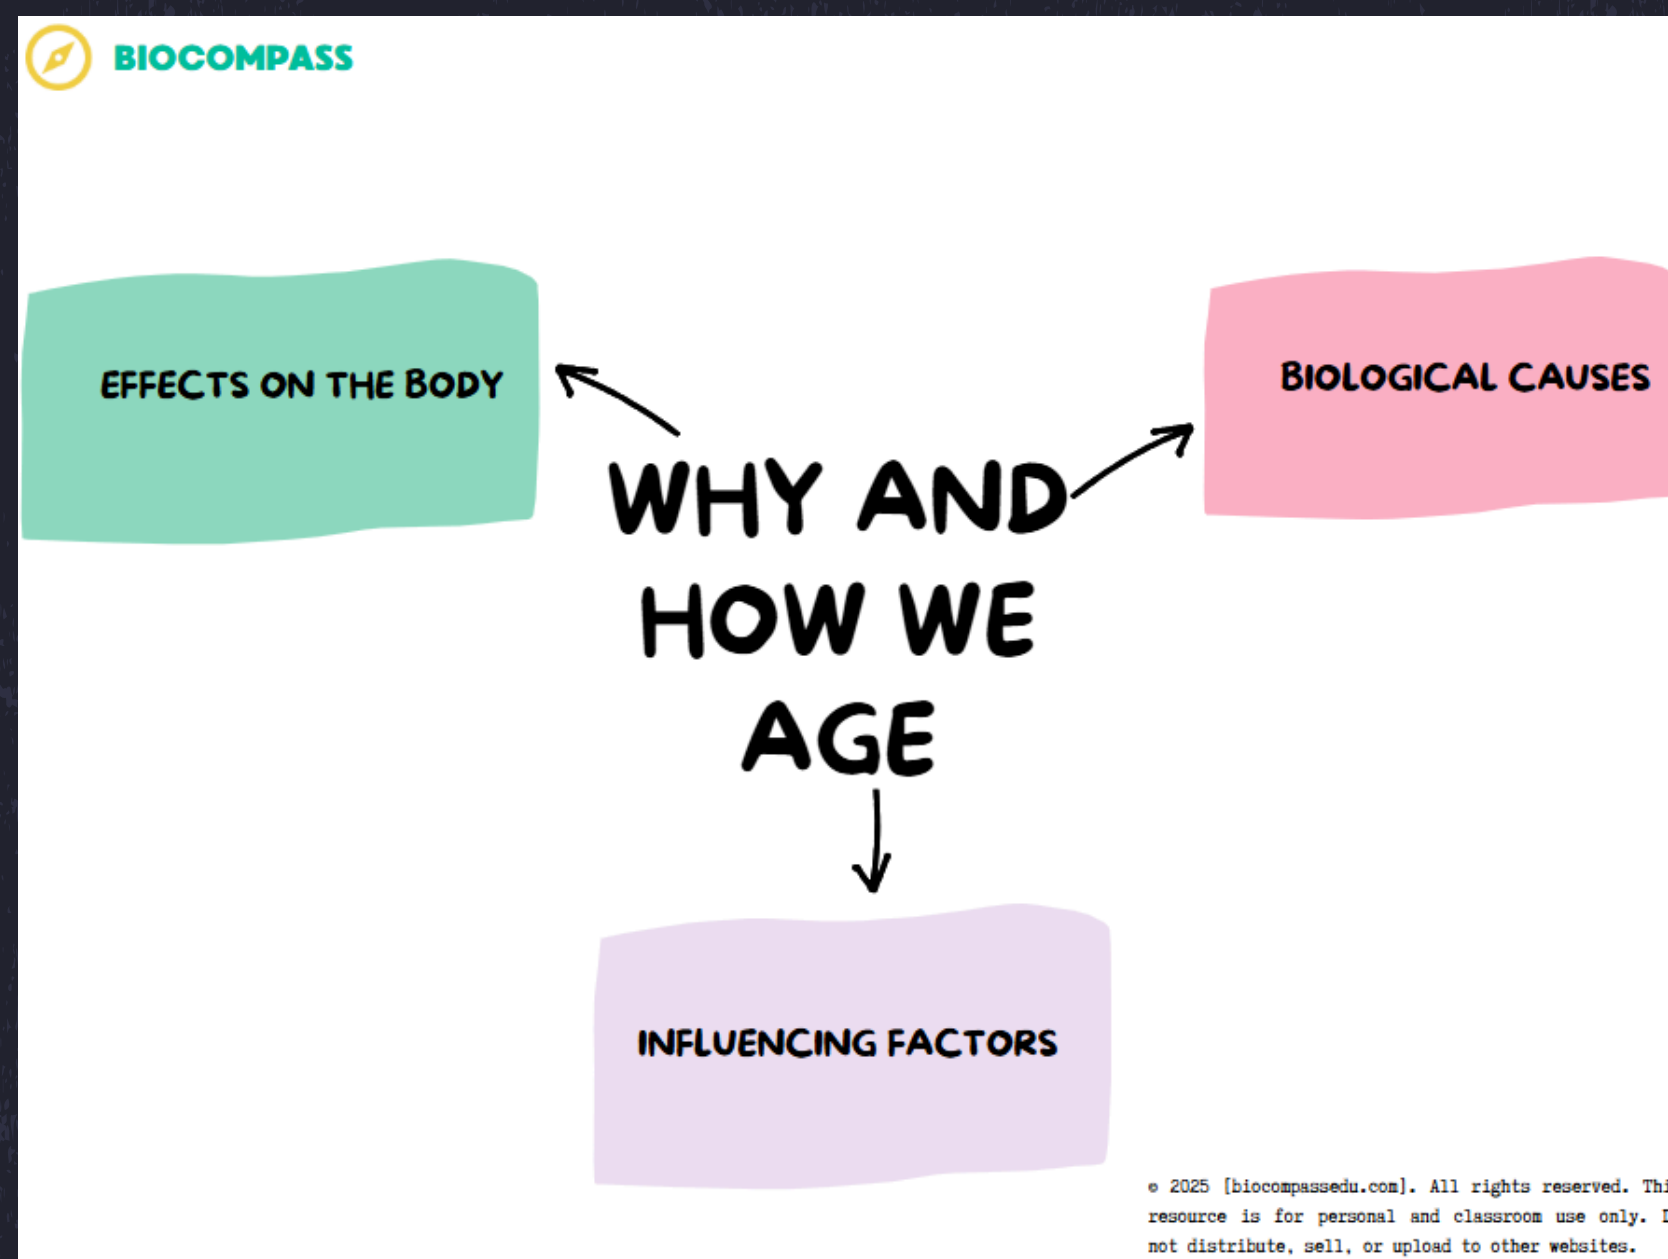 BIOCOMPASS
EFFECTS ON THE BODY
BIOLOGICAL CAUSES
WHY AND
HOW WE
AGE
INFLUENCING FACTORS
© 2025 [biocompassedu.com]. All rights reserved. Thi
resource is for personal and classroom use only. D
not distribute, sell, or upload to other websites.